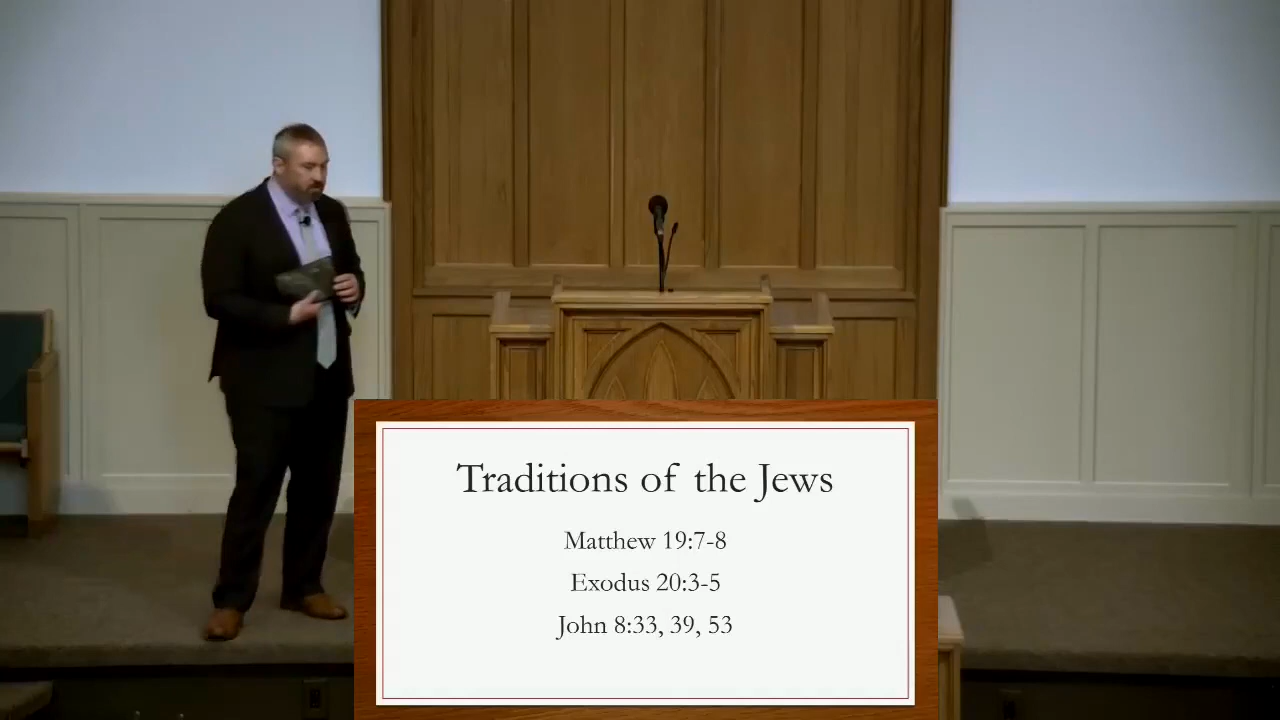 Traditions of the Jews
Matthew 19:7-8
Exodus 20:3-5
John 8:33, 39, 53